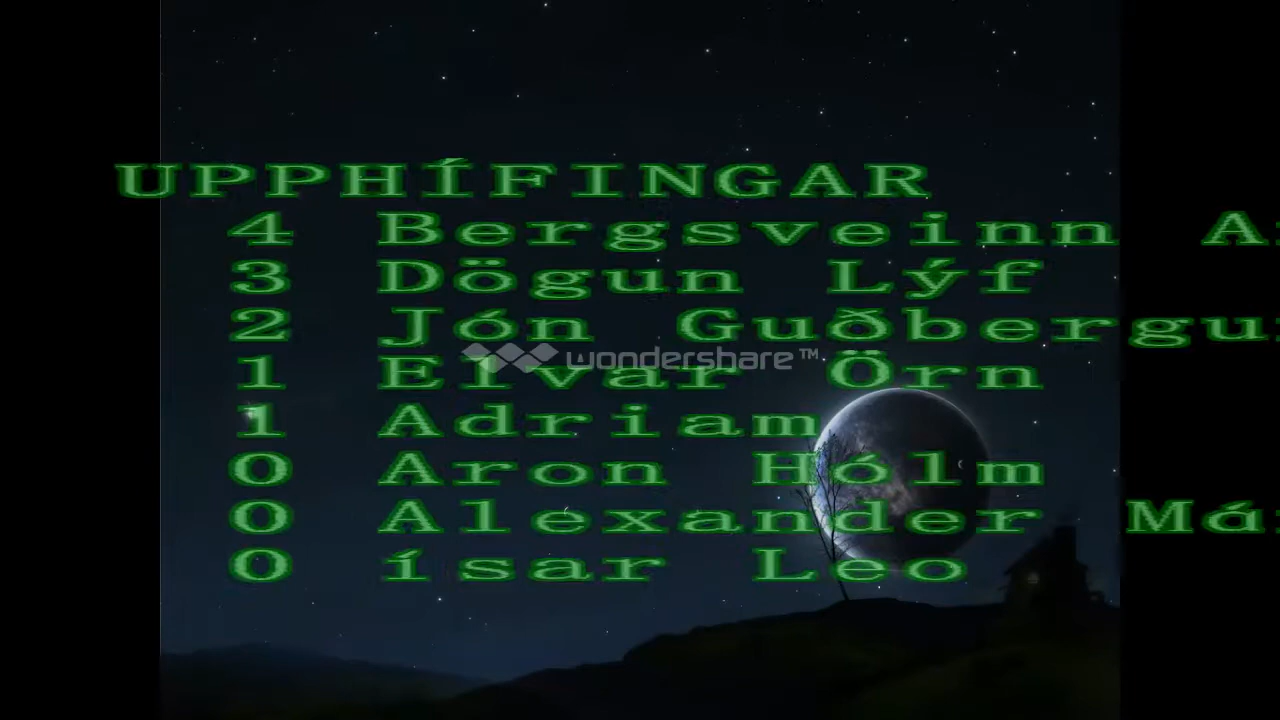 UPPHÍFINGAR
4 Bergsveinn
3 Dögun Lýf
2 Jón
1 Elvar Örn
1 Adriam
0 Aron Hólm
0 Alexander
0 ísar Leo
wondershare™